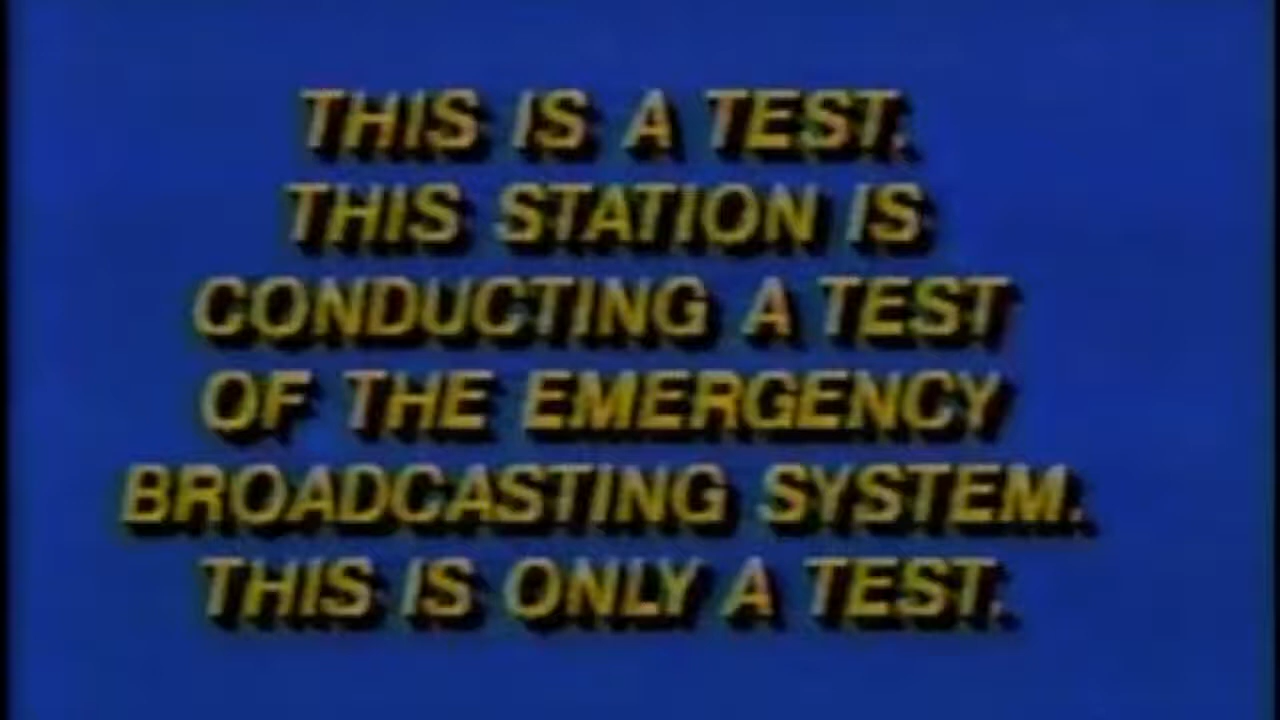 THIS IS A TEST.
THIS STATION IS
CONDUCTING A TEST
OF THE EMERGENCY
BROADCASTING SYSTEM.
THIS IS ONLY A TEST.